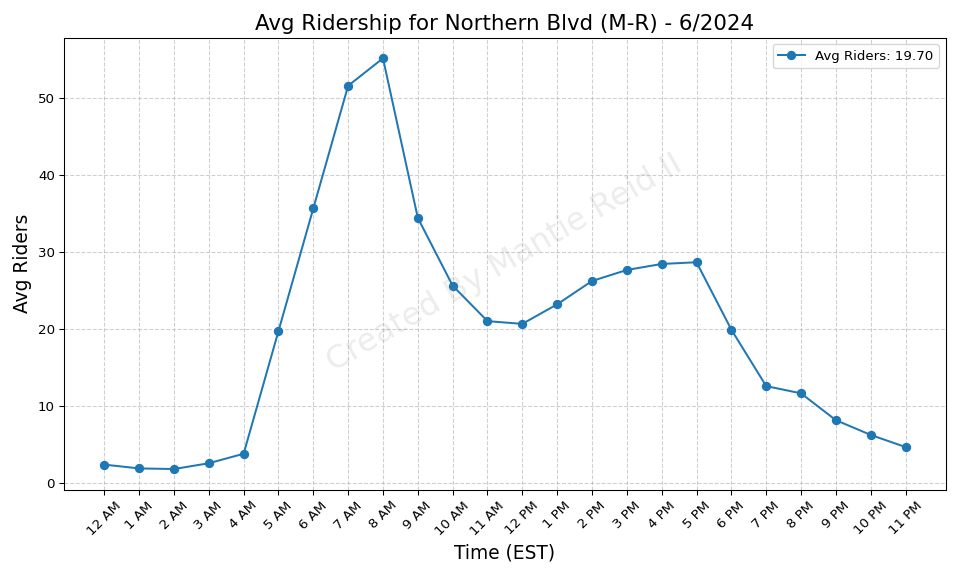 Avg Ridership for Northern Blvd (M-R) - 6/2024
Avg Riders: 19.70
Avg Riders
50
40
30
20
10
0
Created By Mantie Reid II
12 AM
1 AM
2 AM
3 AM
4 AM
5 AM
6 AM
7 AM
8 AM
9 AM
10 AM
11 AM
12 PM
1 PM
2 PM
3 PM
4 PM
5 PM
6 PM
7 PM
8 PM
9 PM
10 PM
11 PM
Time (EST)